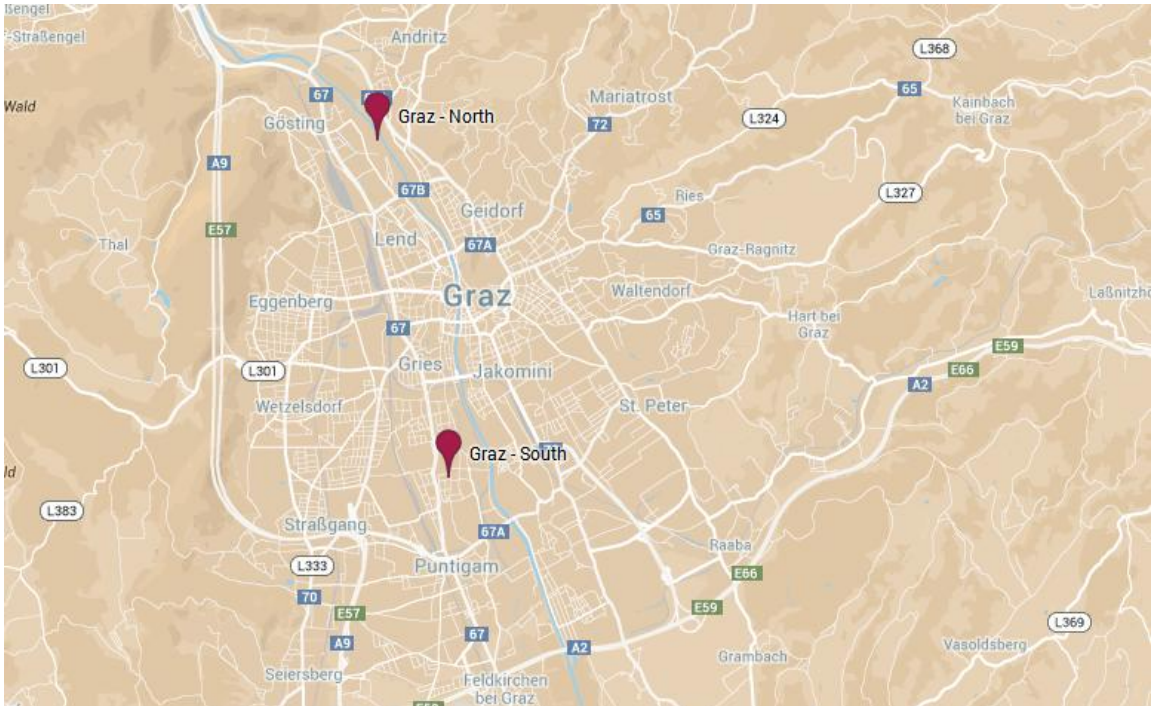 ßengel
f-Straßengel
Andritz
L368
65
67
Wald
Mariatrost
Kainbach
bei Graz
Graz - North
Gösting
L324
72
A9
67B
Ries
L327
65
Geidorf
E57
Lend
67A
Thal
Graz-Ragnitz
Eggenberg
Graz
Waltendorf
Laßnitzhö
Hart bei
Graz
67
E59
Gries
L301
L301
Jakomini
E66
A2
Wetzelsdorf
St. Peter
Graz - South
ld
L383
Straßgang
67A
Raaba
Puntigam
L333
E66
70
E57
E59
L369
67
A9
A2
Vasoldsberg
Grambach
Seiersberg
Feldkirchen
bei Graz